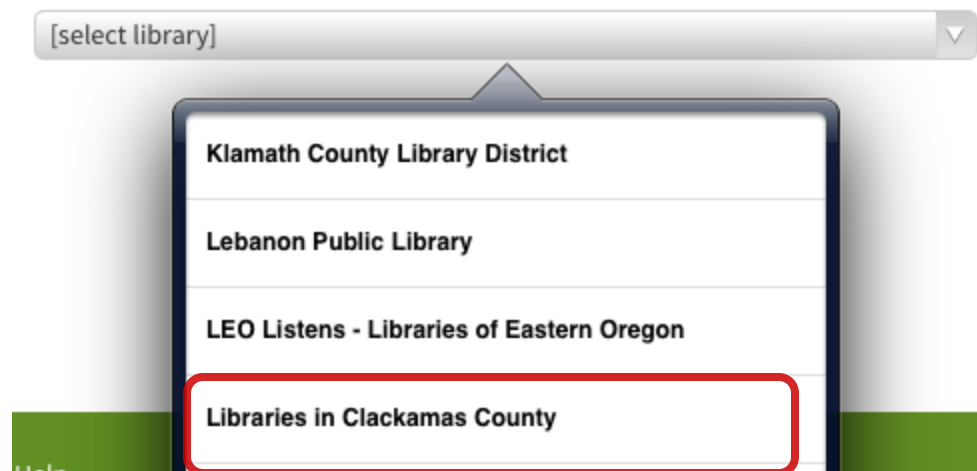 [select library]
Klamath County Library District
Lebanon Public Library
LEO Listens - Libraries of Eastern Oregon
Libraries in Clackamas County
Help